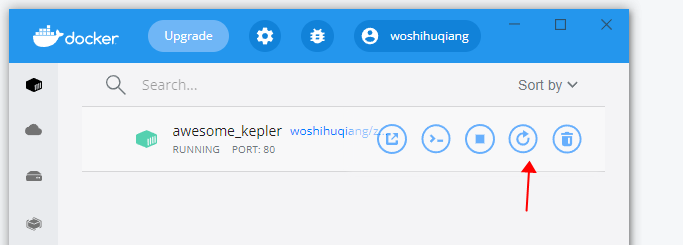 docker Upgrade woshihuqiang
Search... Sort by
awesome_kepler woshihuqiang/z...
RUNNING PORT: 80